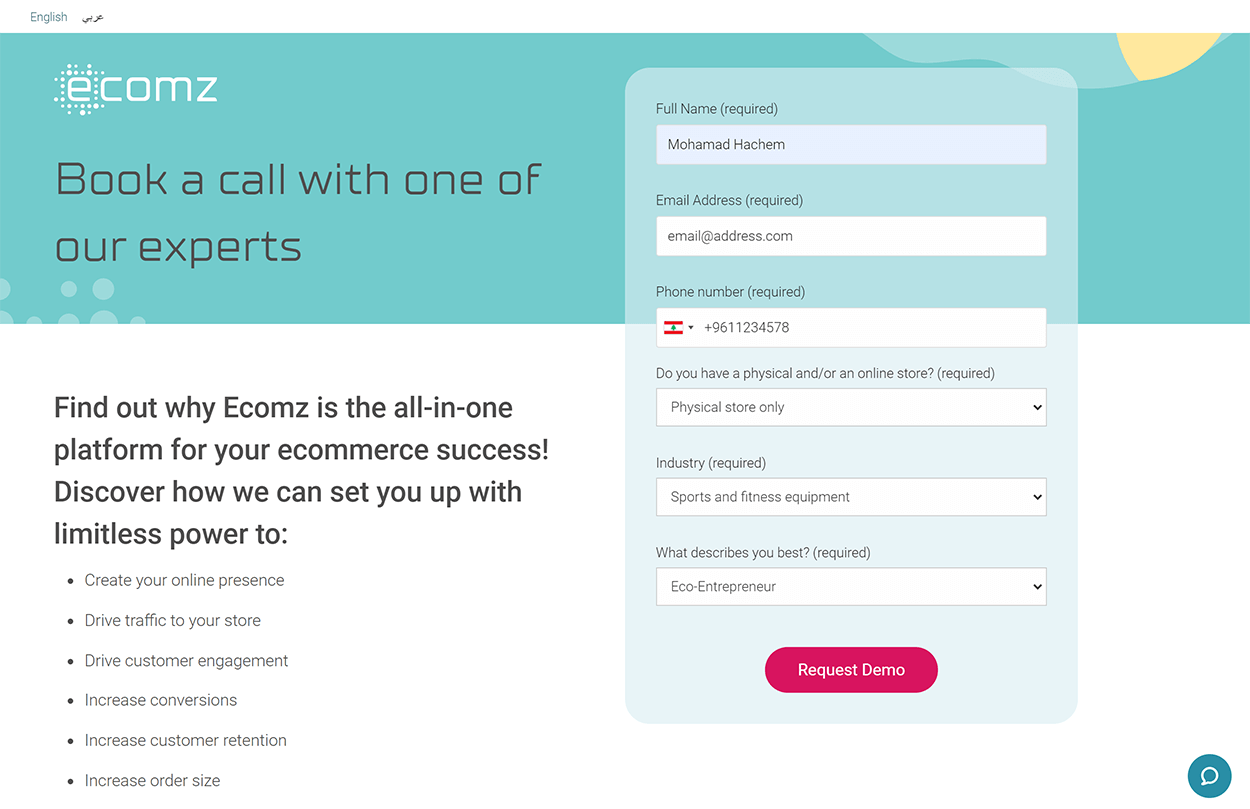 English عربي
ecomz
Book a call with one of
our experts
Find out why Ecomz is the all-in-one
platform for your ecommerce success!
Discover how we can set you up with
limitless power to:
Create your online presence
Drive traffic to your store
Drive customer engagement
Increase conversions
Increase customer retention
Increase order size
Full Name (required)
Mohamad Hachem
Email Address (required)
email@address.com
Phone number (required)
+9611234578
Do you have a physical and/or an online store? (required)
Physical store only
Industry (required)
Sports and fitness equipment
What describes you best? (required)
Eco-Entrepreneur
Request Demo